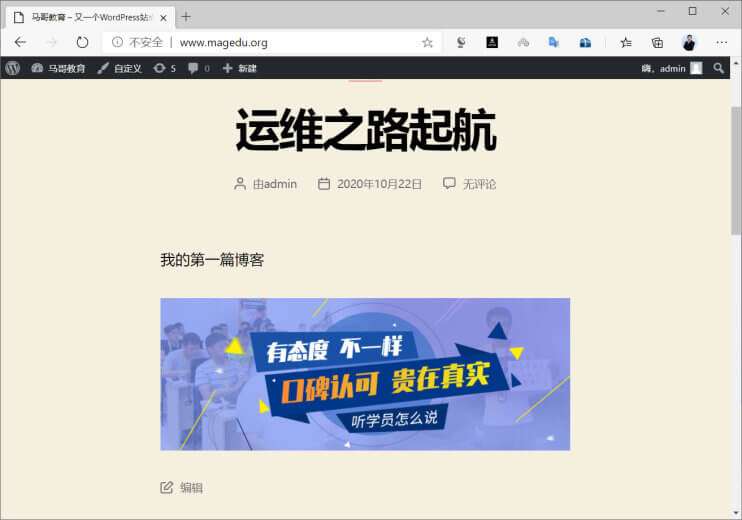 马哥教育 – 又一个WordPress站
不安全 | www.magedu.org
马哥教育 自定义 5 0 新建 嗨，admin
运维之路起航
由admin 2020年10月22日 无评论
我的第一篇博客
有态度 不一样
口碑认可 贵在真实
听学员怎么说
编辑